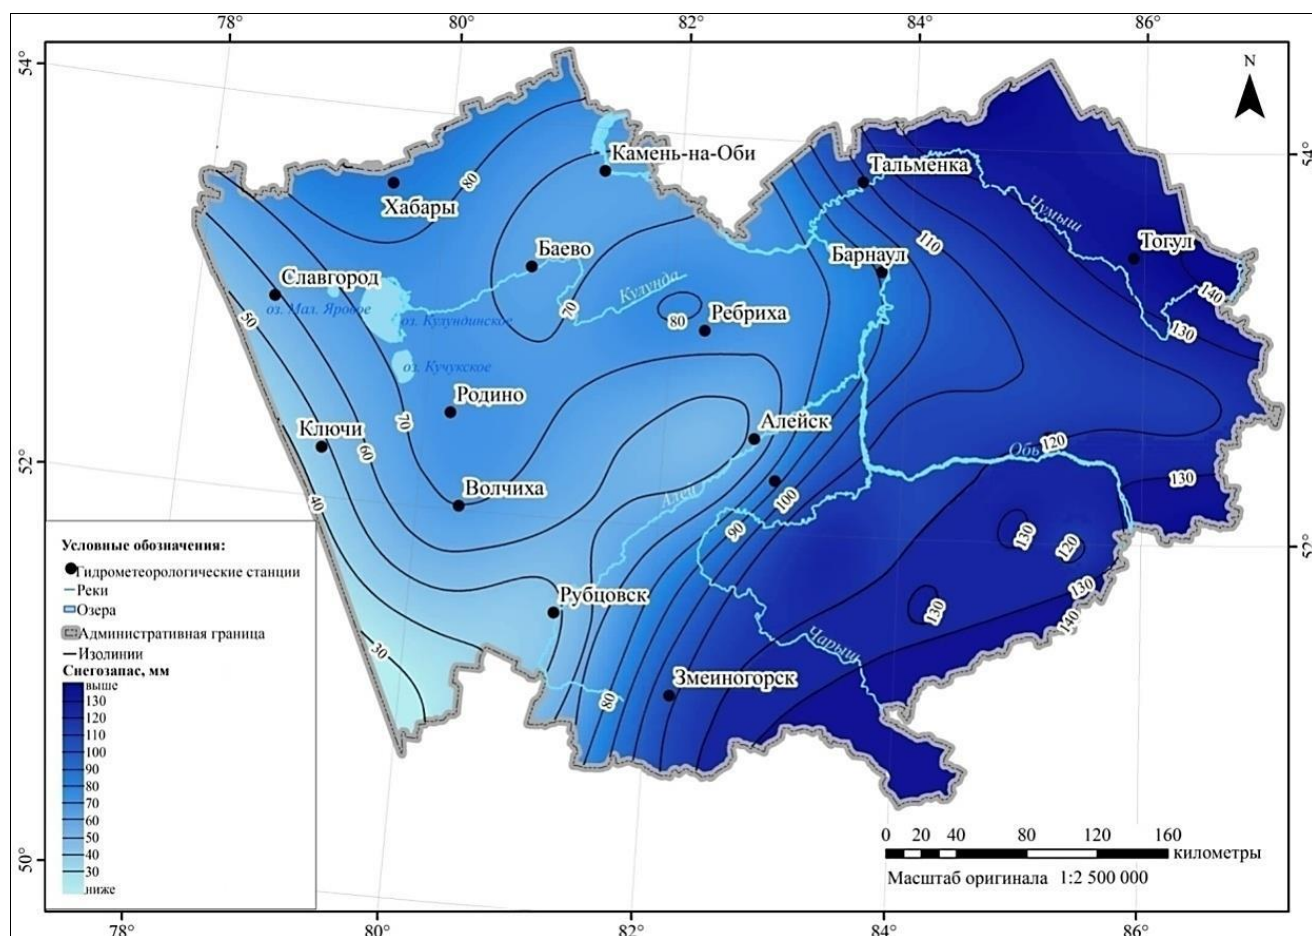 78°
80°
82°
84°
86°
54°
N
Камень-на-Оби
Тальменка
54°
80
Хабары
Чумыш
110
Тогул
Баево
Барнаул
Славгород
Кулунда
140
оз. Мал. Яровое
50
оз. Кулундинское
70
80
Ребриха
130
оз. Кучукское
Родино
70
Ключи
Алейск
60
120
Обь
52°
Волчиха
130
40
Алей
100
90
130
120
52°
Условные обозначения:
Гидрометеорологические станции
Реки
Озера
Административная граница
Изолинии
Снегозапас, мм
выше
130
120
110
100
90
80
70
60
50
40
30
ниже
Рубцовск
130
130
140
Чарыш
30
Змеиногорск
80
0 20 40 80 120 160
километры
Масштаб оригинала 1:2 500 000
50°
78°
80°
82°
84°
86°